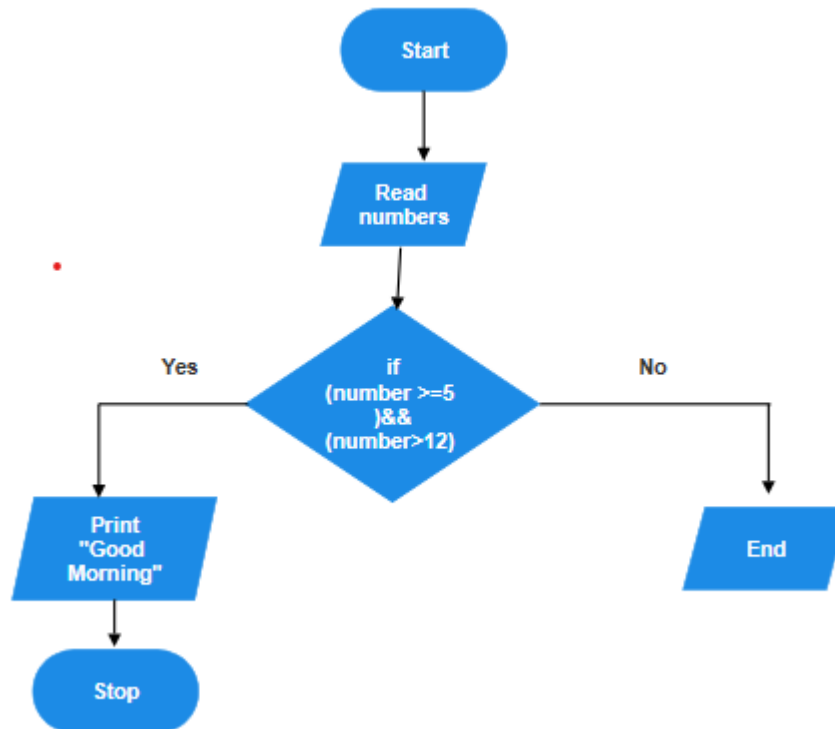 Start
Read
numbers
Yes
No
if
(number >=5
)&&
(number>12)
Print
"Good
Morning"
End
Stop